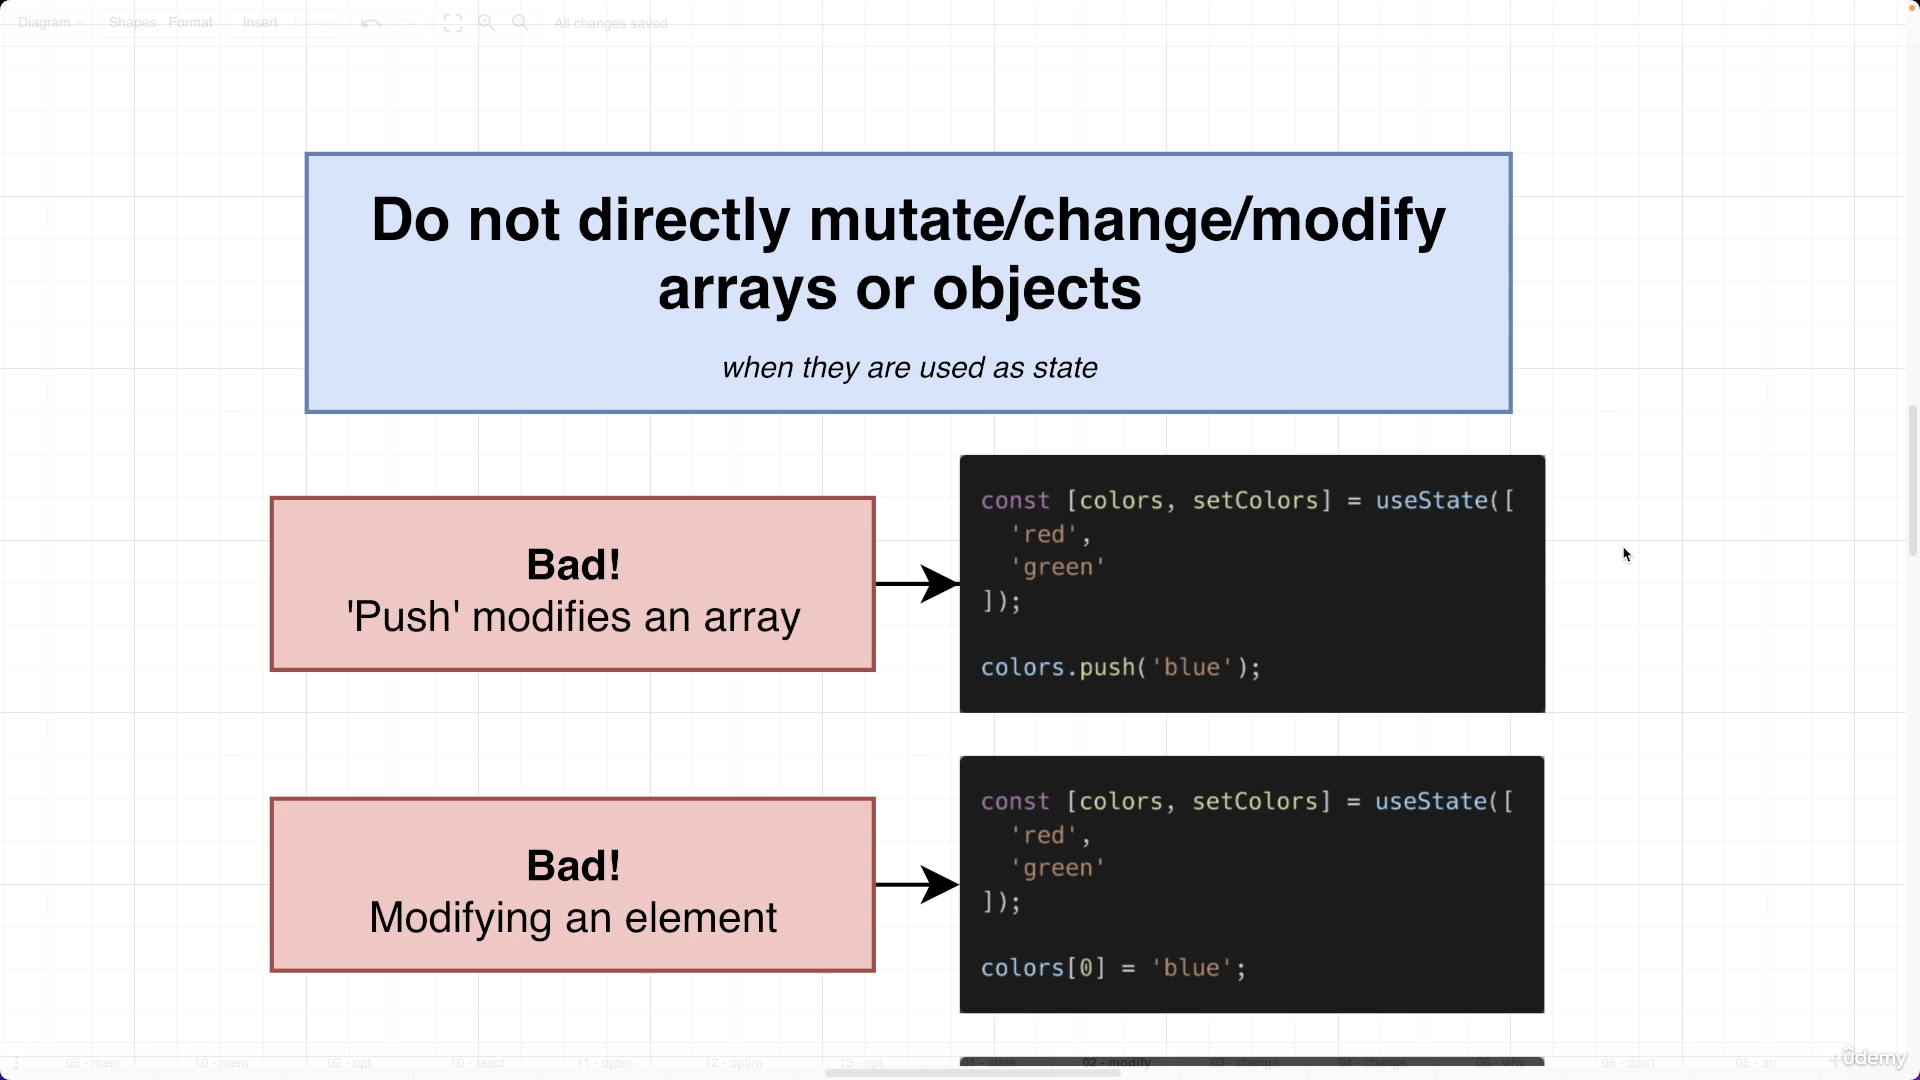 Diagram Shapes Format Insert Delete All changes saved
Do not directly mutate/change/modify
arrays or objects
when they are used as state
Bad!
'Push' modifies an array
const [colors, setColors] = useState([
'red',
'green'
]);
colors.push('blue');
Bad!
Modifying an element
const [colors, setColors] = useState([
'red',
'green'
]);
colors[0] = 'blue';
08 - mem 10 - mem 09 - opt 10 - react 11 - optim 12 - optim 13 - opt 01 - state 02 - modify 03 - change 04 - change 06 - why 06 - don't 05 - arr
ûdemy